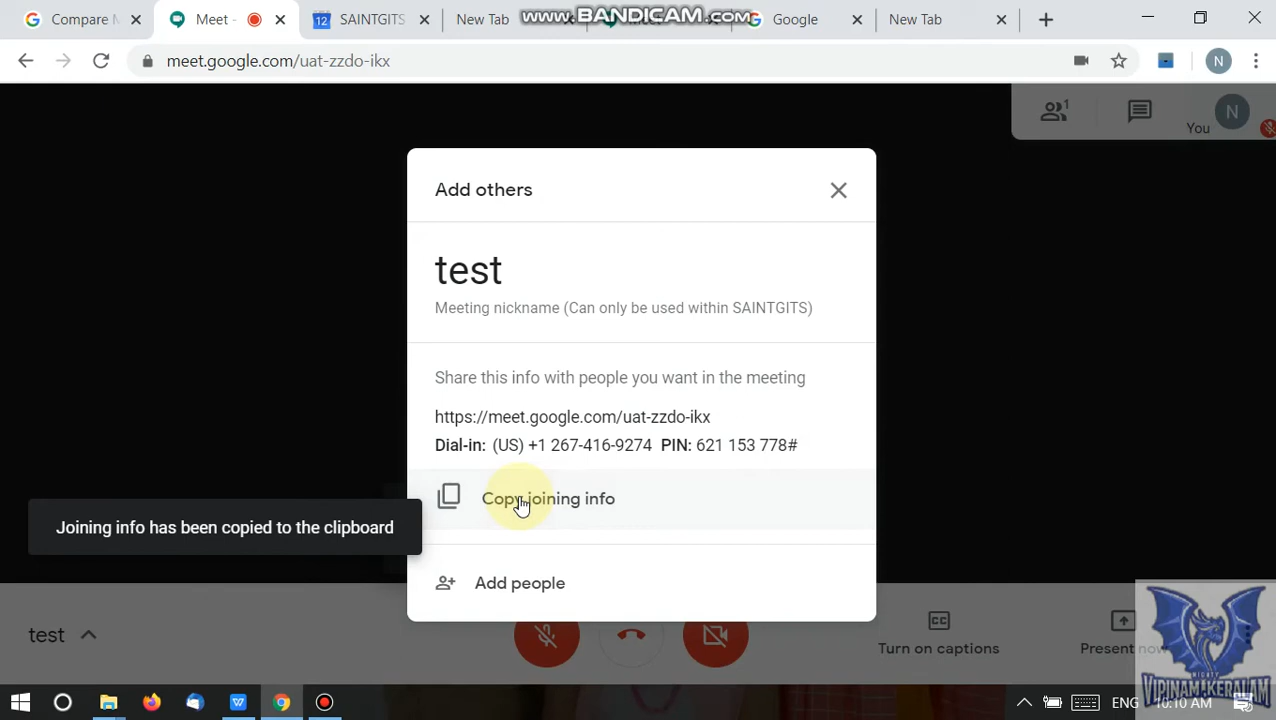 Compare M
Meet -
SAINTGITS
New Tab
www.BANDICAM.com
Google
New Tab
meet.google.com/uat-zzdo-ikx
N
1
You
N
Add others
test
Meeting nickname (Can only be used within SAINTGITS)
Share this info with people you want in the meeting
https://meet.google.com/uat-zzdo-ikx
Dial-in: (US) +1 267-416-9274 PIN: 621 153 778#
Copy joining info
Joining info has been copied to the clipboard
Add people
test
Turn on captions
Present now
NIGHTY
VIPINAM KERALAM
ENG
10:10 AM